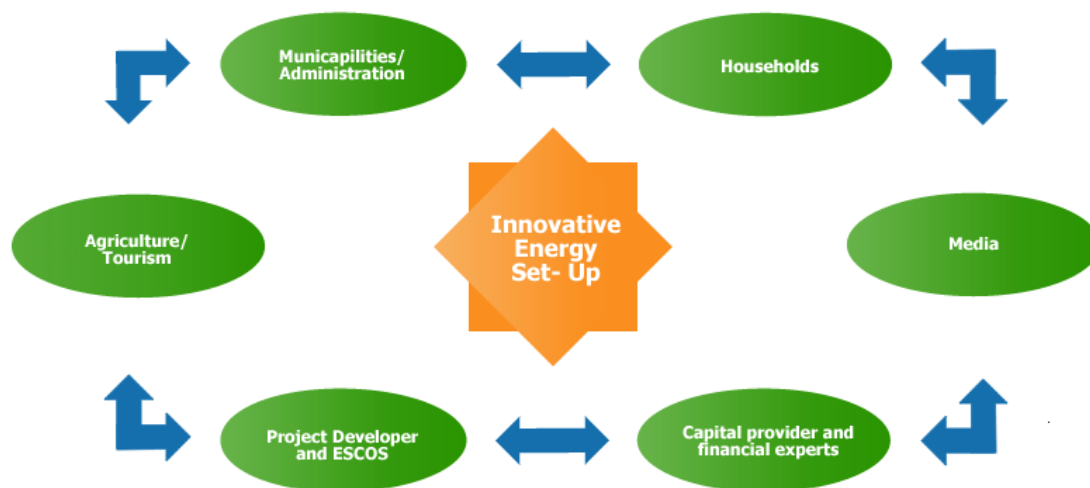 Municapilities/
Administration
Households
Agriculture/
Tourism
Innovative
Energy
Set- Up
Media
Project Developer
and ESCOS
Capital provider and
financial experts